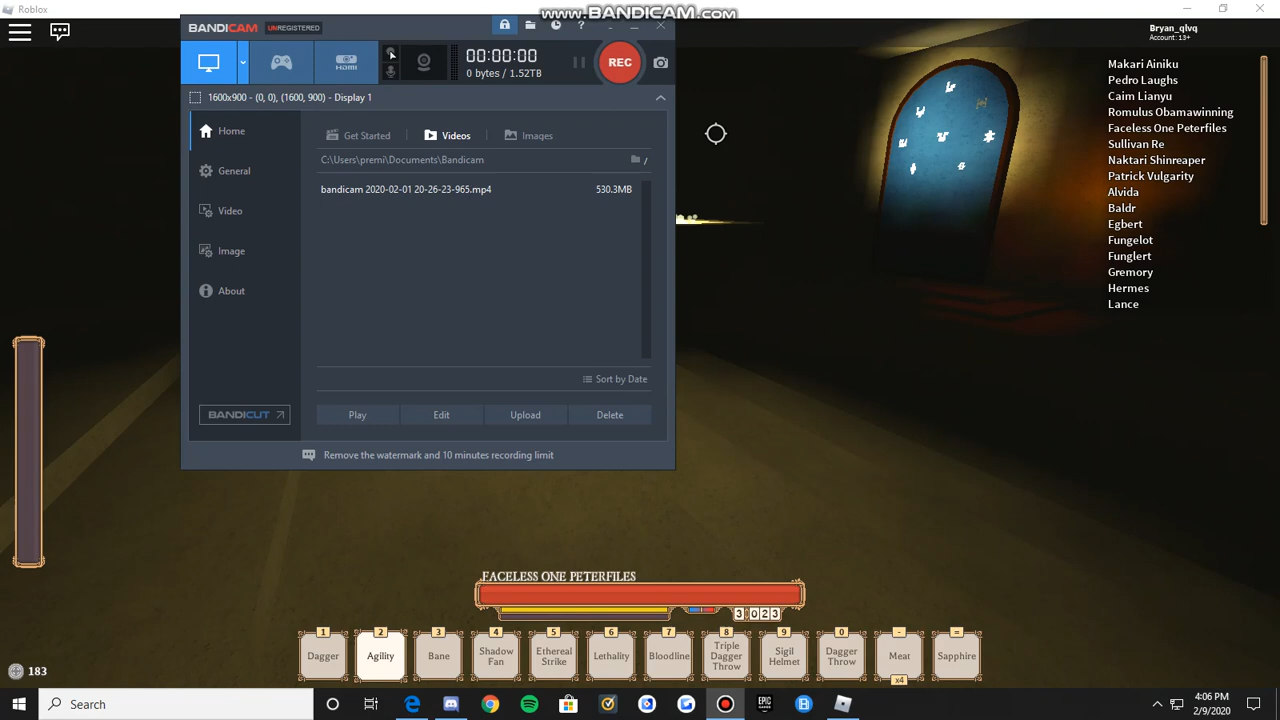 Roblox
www.BANDICAM.com
BANDICAM UNREGISTERED
?
HDMI
00:00:00
0 bytes / 1.52TB
REC
1600x900 - (0, 0), (1600, 900) - Display 1
Home
General
Video
Image
About
BANDICUT
Get Started
Videos
Images
C:\Users\premi\Documents\Bandicam
/
bandicam 2020-02-01 20-26-23-965.mp4 530.3MB
Sort by Date
Play
Edit
Upload
Delete
Remove the watermark and 10 minutes recording limit
Bryan_qlvq
Account: 13+
Makari Ainiku
Pedro Laughs
Caim Lianyu
Romulus Obamawinning
Faceless One Peterfiles
Sullivan Re
Naktari Shinreaper
Patrick Vulgarity
Alvida
Baldr
Egbert
Fungelot
Funglert
Gremory
Hermes
Lance
FACELESS ONE PETERFILES
3 023
1 2 3 4 5 6 7 8 9 0 - =
Dagger
Agility
Bane
Shadow Fan
Ethereal Strike
Lethality
Bloodline
Triple Dagger Throw
Sigil Helmet
Dagger Throw
Meat
x4
Sapphire
183
Search
EPIC GAMES
4:06 PM
2/9/2020